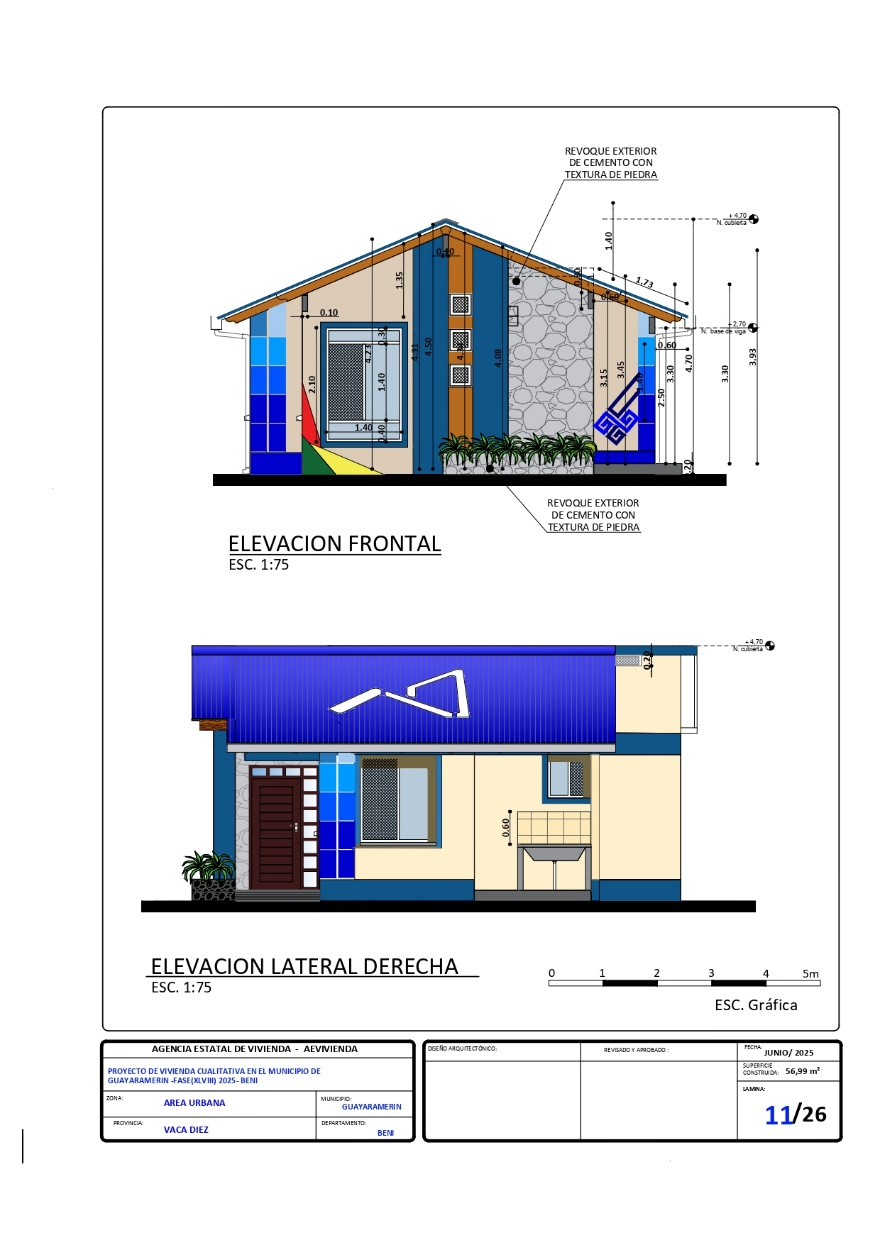 REVOQUE EXTERIOR
DE CEMENTO CON
TEXTURA DE PIEDRA
+ 4,70
N. cubierta
1.40
0.40
1.35
1.73
0.60
0.10
+ 2,70
N. base de viga
0.30
4.23
4.31
4.50
4.08
0.60
4.70
3.93
2.10
1.40
3.15
3.45
3.30
3.30
2.50
1.40
0.40
.20
REVOQUE EXTERIOR
DE CEMENTO CON
TEXTURA DE PIEDRA
ELEVACION FRONTAL
ESC. 1:75
+ 4,70
N. cubierta
0.20
0.60
ELEVACION LATERAL DERECHA
ESC. 1:75
0 1 2 3 4 5m
ESC. Gráfica
AGENCIA ESTATAL DE VIVIENDA - AEVIVIENDA
PROYECTO DE VIVIENDA CUALITATIVA EN EL MUNICIPIO DE
GUAYARAMERIN -FASE(XLVIII) 2025- BENI
ZONA:
AREA URBANA
MUNICIPIO:
GUAYARAMERIN
PROVINCIA:
VACA DIEZ
DEPARTAMENTO:
BENI
DISEÑO ARQUITECTÓNICO:
REVISADO Y APROBADO :
FECHA:
JUNIO/ 2025
SUPERFICIE
CONSTRUIDA: 56,99 m²
LAMINA:
11/26